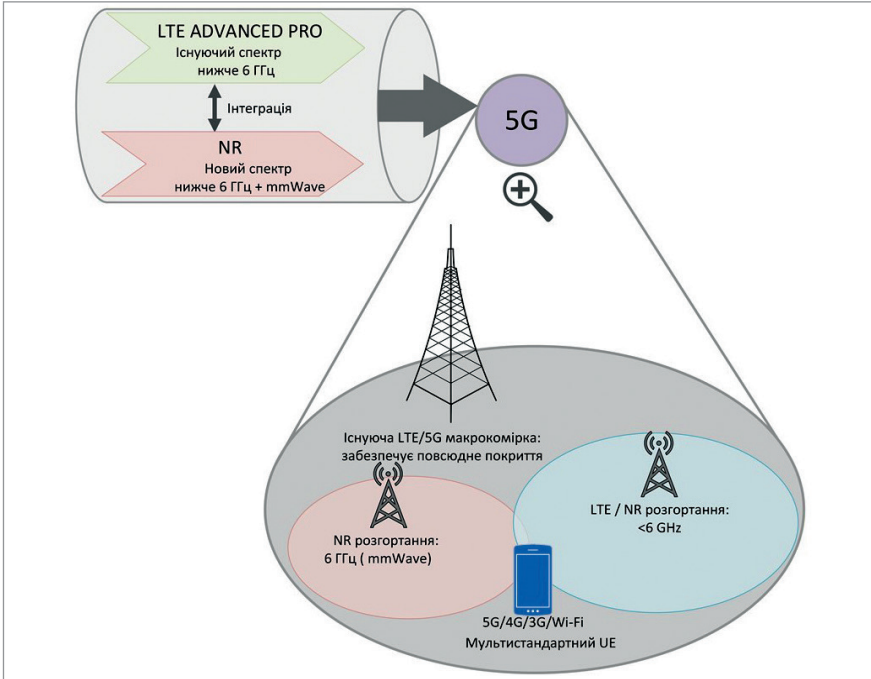 LTE ADVANCED PRO
Існуючий спектр
нижче 6 ГГц
Інтеграція
NR
Новий спектр
нижче 6 ГГц + mmWave
5G
Існуюча LTE/5G макрокомірка:
забезпечує повсюдне покриття
LTE / NR розгортання:
<6 GHz
NR розгортання:
6 ГГц ( mmWave)
5G/4G/3G/Wi-Fi
Мультистандартний UE